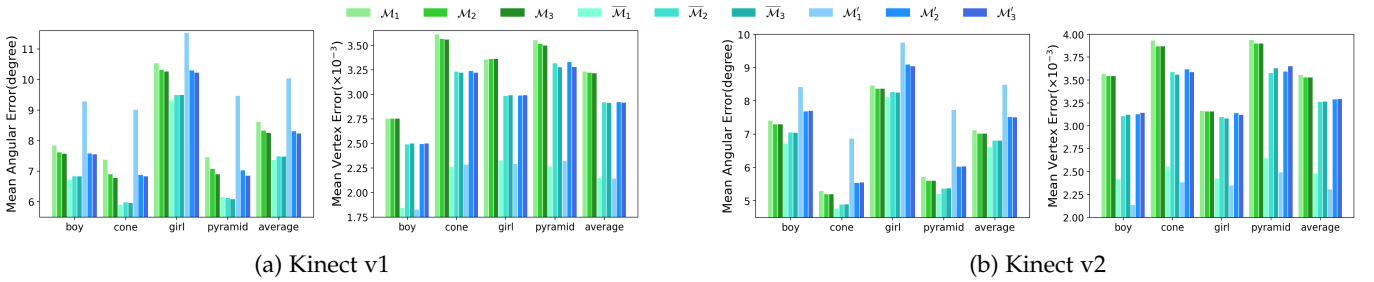 M₁ M₂ M₃ M̅₁ M̅₂ M̅₃ M′₁ M′₂ M′₃
Mean Angular Error(degree)
11
10
9
8
7
6
boy cone girl pyramid average
Mean Vertex Error(×10⁻³)
3.50
3.25
3.00
2.75
2.50
2.25
2.00
1.75
boy cone girl pyramid average
(a) Kinect v1
Mean Angular Error(degree)
10
9
8
7
6
5
boy cone girl pyramid average
Mean Vertex Error(×10⁻³)
4.00
3.75
3.50
3.25
3.00
2.75
2.50
2.25
2.00
boy cone girl pyramid average
(b) Kinect v2